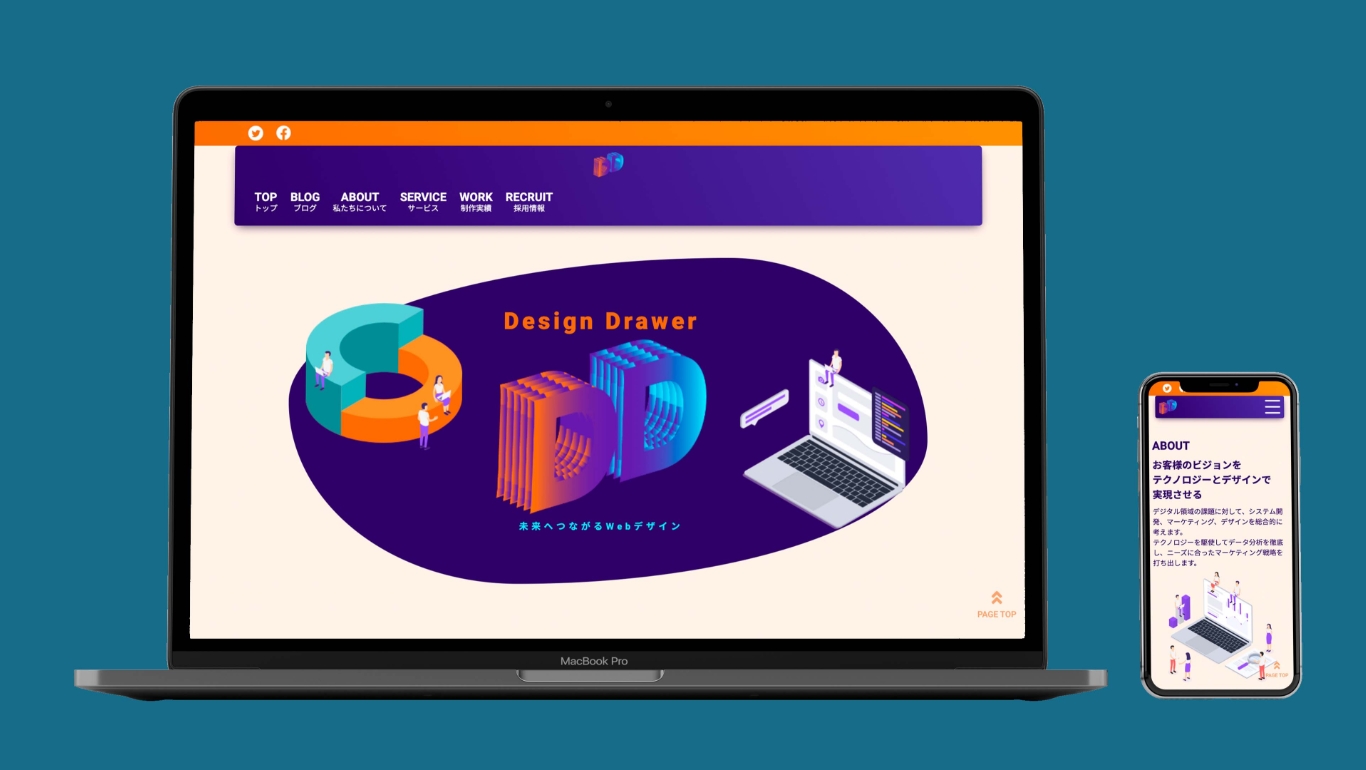 TOP BLOG ABOUT SERVICE WORK RECRUIT
トップ ブログ 私たちについて サービス 制作実績 採用情報
Design Drawer
DD
未来へつながるWebデザイン
PAGE TOP
MacBook Pro
ABOUT
お客様のビジョンを
テクノロジーとデザインで
実現させる
デジタル領域の課題に対して、システム開
発、マーケティング、デザインを総合的に
考えます。
テクノロジーを駆使してデータ分析を徹底
し、ニーズに合ったマーケティング戦略を
打ち出します。
PAGE TOP